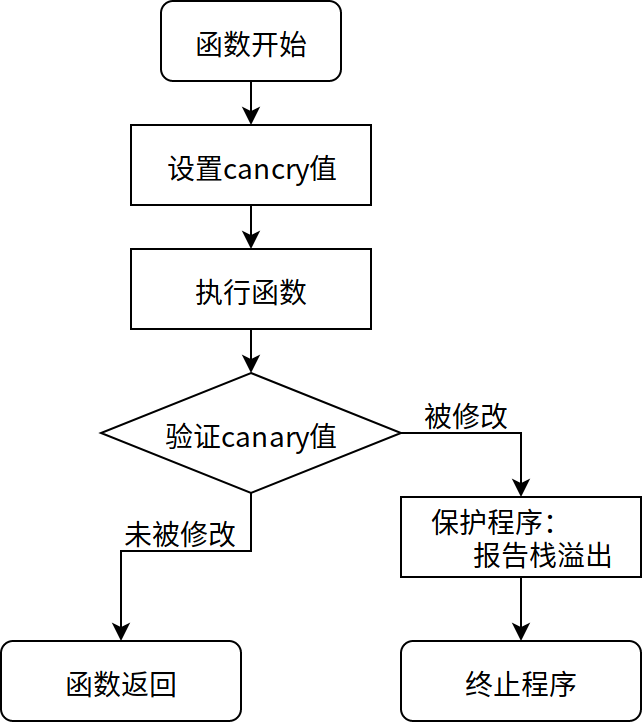 函数开始
设置cancry值
执行函数
验证canary值
被修改
未被修改
保护程序：
报告栈溢出
函数返回
终止程序